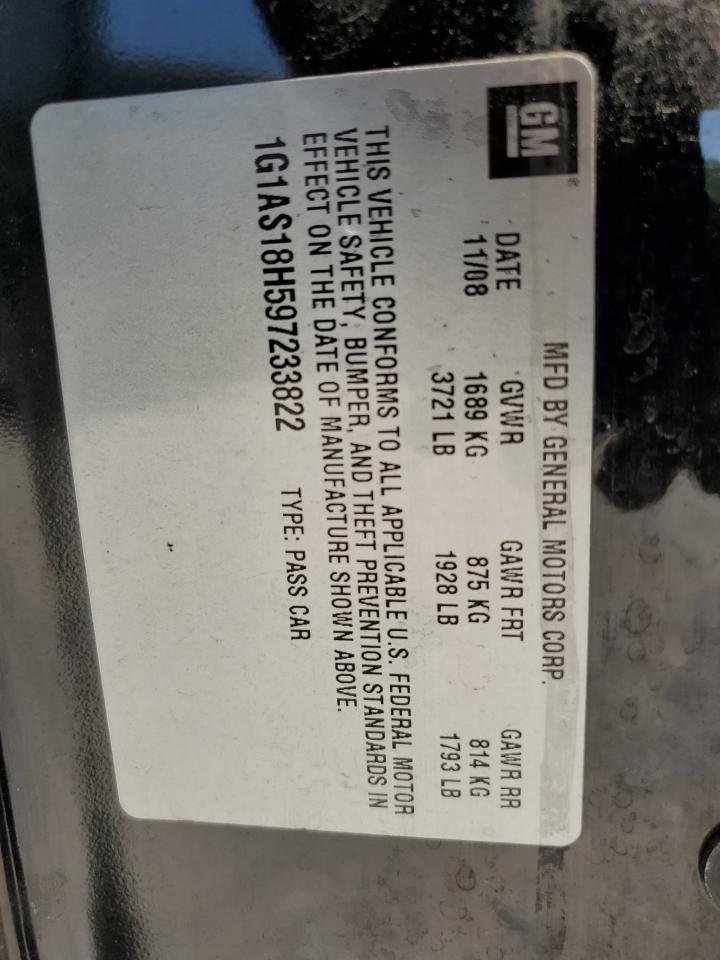 GM ®
MFD BY GENERAL MOTORS CORP.
DATE GVWR GAWR FRT GAWR RR
11/08 1689 KG 875 KG 814 KG
3721 LB 1928 LB 1793 LB
THIS VEHICLE CONFORMS TO ALL APPLICABLE U.S. FEDERAL MOTOR
VEHICLE SAFETY, BUMPER, AND THEFT PREVENTION STANDARDS IN
EFFECT ON THE DATE OF MANUFACTURE SHOWN ABOVE.
1G1AS18H597233822 TYPE: PASS CAR